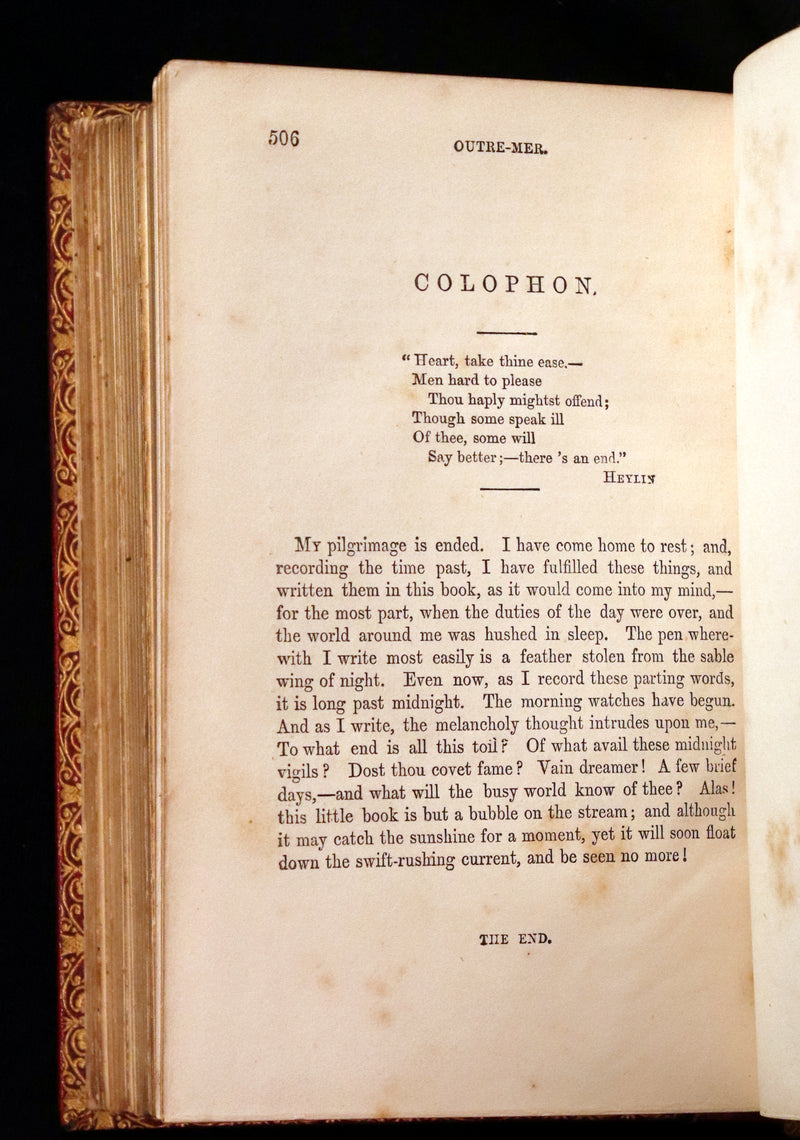 506
OUTRE-MER.
COLOPHON.
“Heart, take thine ease,—
Men hard to please
Thou haply mightst offend;
Though some speak ill
Of thee, some will
Say better;—there 's an end.”
HEYLIN
MY pilgrimage is ended. I have come home to rest; and,
recording the time past, I have fulfilled these things, and
written them in this book, as it would come into my mind,—
for the most part, when the duties of the day were over, and
the world around me was hushed in sleep. The pen where-
with I write most easily is a feather stolen from the sable
wing of night. Even now, as I record these parting words,
it is long past midnight. The morning watches have begun.
And as I write, the melancholy thought intrudes upon me,—
To what end is all this toil? Of what avail these midnight
vigils? Dost thou covet fame? Vain dreamer! A few brief
days,—and what will the busy world know of thee? Alas!
this little book is but a bubble on the stream; and although
it may catch the sunshine for a moment, yet it will soon float
down the swift-rushing current, and be seen no more!
THE END.